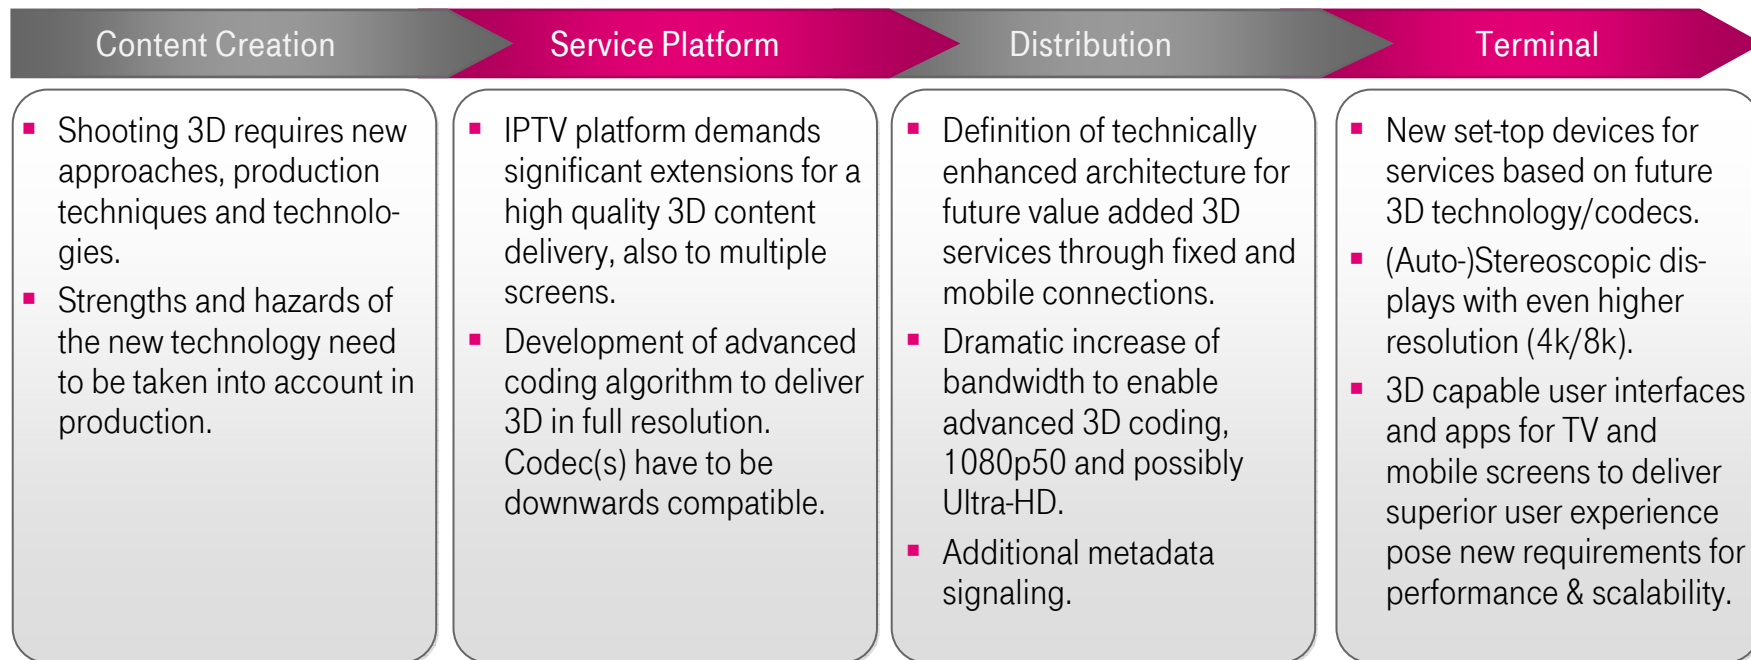 Content Creation
Service Platform
Distribution
Terminal
Shooting 3D requires new
approaches, production
techniques and technolo-
gies.
Strengths and hazards of
the new technology need
to be taken into account in
production.
IPTV platform demands
significant extensions for a
high quality 3D content
delivery, also to multiple
screens.
Development of advanced
coding algorithm to deliver
3D in full resolution.
Codec(s) have to be
downwards compatible.
Definition of technically
enhanced architecture for
future value added 3D
services through fixed and
mobile connections.
Dramatic increase of
bandwidth to enable
advanced 3D coding,
1080p50 and possibly
Ultra-HD.
Additional metadata
signaling.
New set-top devices for
services based on future
3D technology/codecs.
(Auto-)Stereoscopic dis-
plays with even higher
resolution (4k/8k).
3D capable user interfaces
and apps for TV and
mobile screens to deliver
superior user experience
pose new requirements for
performance & scalability.